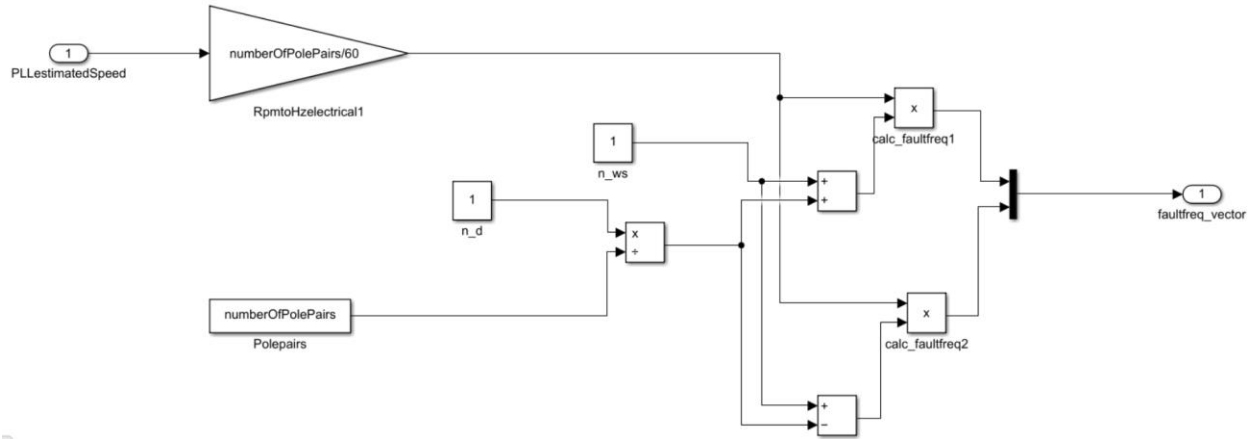 1
PLLestimatedSpeed
numberOfPolePairs/60
RpmtoHzelectrical1
x
calc_faultfreq1
1
n_ws
1
n_d
+
+
x
÷
1
faultfreq_vector
numberOfPolePairs
Polepairs
x
calc_faultfreq2
+
−